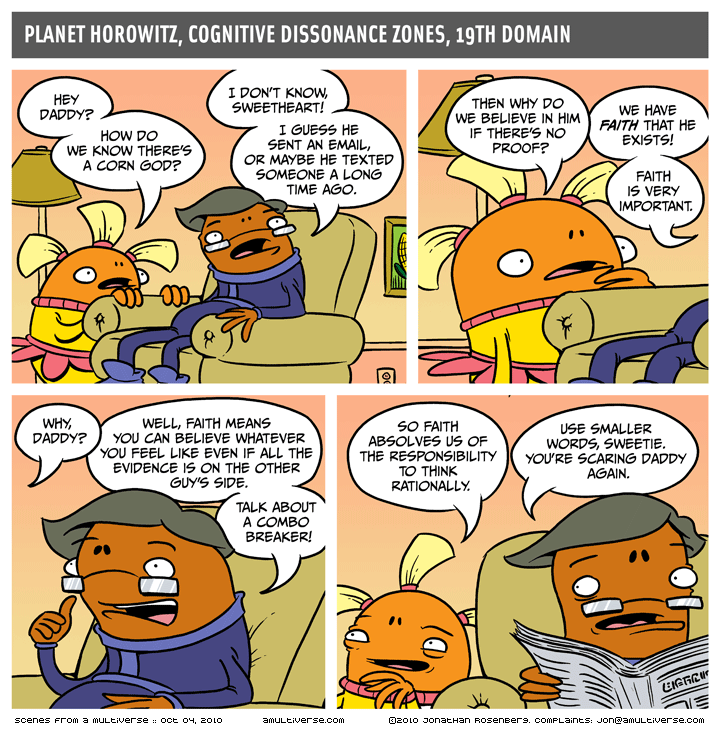 PLANET HOROWITZ, COGNITIVE DISSONANCE ZONES, 19TH DOMAIN
HEY
DADDY?
HOW DO
WE KNOW THERE'S
A CORN GOD?
I DON'T KNOW,
SWEETHEART!
I GUESS HE
SENT AN EMAIL,
OR MAYBE HE TEXTED
SOMEONE A LONG
TIME AGO.
THEN WHY DO
WE BELIEVE IN HIM
IF THERE'S NO
PROOF?
WE HAVE
FAITH THAT HE
EXISTS!
FAITH
IS VERY
IMPORTANT.
WHY,
DADDY?
WELL, FAITH MEANS
YOU CAN BELIEVE WHATEVER
YOU FEEL LIKE EVEN IF ALL THE
EVIDENCE IS ON THE OTHER
GUY'S SIDE.
TALK ABOUT
A COMBO
BREAKER!
SO FAITH
ABSOLVES US OF
THE RESPONSIBILITY
TO THINK
RATIONALLY.
USE SMALLER
WORDS, SWEETIE.
YOU'RE SCARING DADDY
AGAIN.
scenes from a multiverse :: oct 04, 2010
amultiverse.com
©2010 Jonathan Rosenberg. Complaints: jon@amultiverse.com